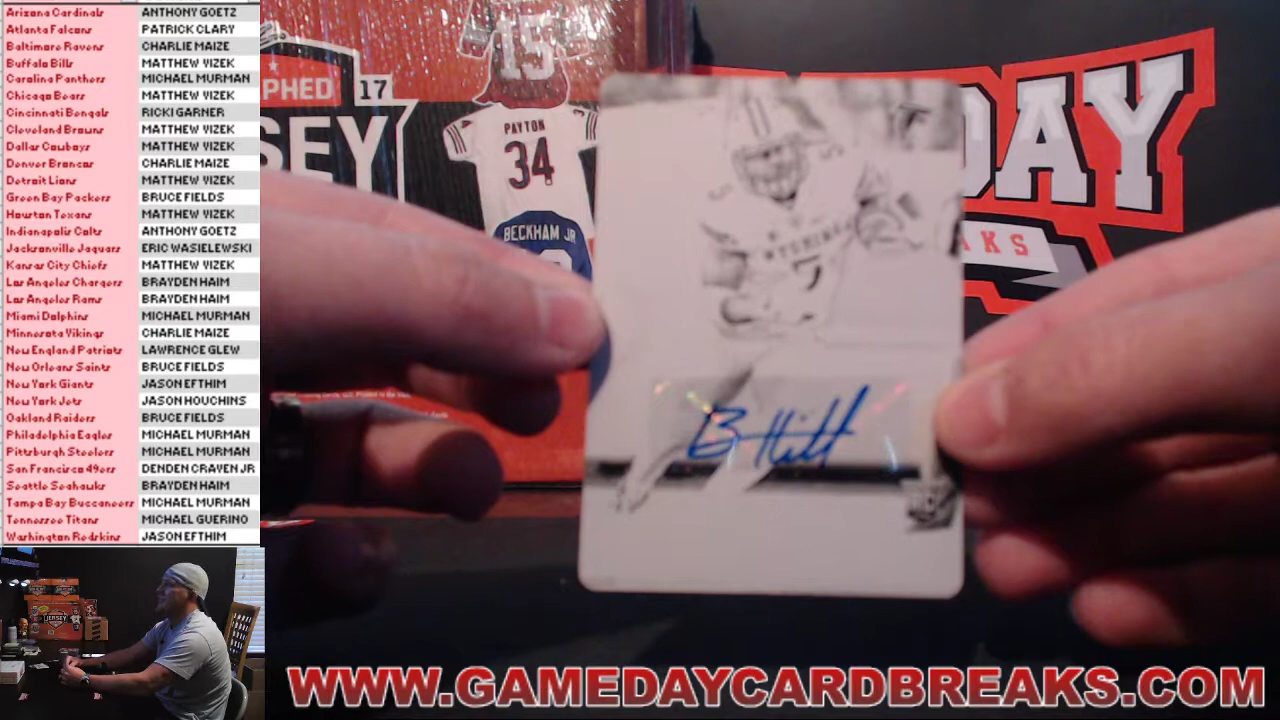 Arizona Cardinals ANTHONY GOETZ
Atlanta Falcons PATRICK CLARY
Baltimore Ravens CHARLIE MAIZE
Buffalo Bills MATTHEW VIZEK
Carolina Panthers MICHAEL MURMAN
Chicago Bears MATTHEW VIZEK
Cincinnati Bengals RICKI GARNER
Cleveland Browns MATTHEW VIZEK
Dallas Cowboys MATTHEW VIZEK
Denver Broncos CHARLIE MAIZE
Detroit Lions MATTHEW VIZEK
Green Bay Packers BRUCE FIELDS
Houston Texans MATTHEW VIZEK
Indianapolis Colts ANTHONY GOETZ
Jacksonville Jaguars ERIC WASIELEWSKI
Kansas City Chiefs MATTHEW VIZEK
Los Angeles Chargers BRAYDEN HAIM
Los Angeles Rams BRAYDEN HAIM
Miami Dolphins MICHAEL MURMAN
Minnesota Vikings CHARLIE MAIZE
New England Patriots LAWRENCE GLEW
New Orleans Saints BRUCE FIELDS
New York Giants JASON EFTHIM
New York Jets JASON HOUCHINS
Oakland Raiders BRUCE FIELDS
Philadelphia Eagles MICHAEL MURMAN
Pittsburgh Steelers MICHAEL MURMAN
San Francisco 49ers DENDEN CRAVEN JR
Seattle Seahawks BRAYDEN HAIM
Tampa Bay Buccaneers MICHAEL MURMAN
Tennessee Titans MICHAEL GUERINO
Washington Redskins JASON EFTHIM
PHED 17
SEY
15
PAYTON
34
BECKHAM JR
DAY
AKS
7
JERSEY
WWW.GAMEDAYCARDBREAKS.COM